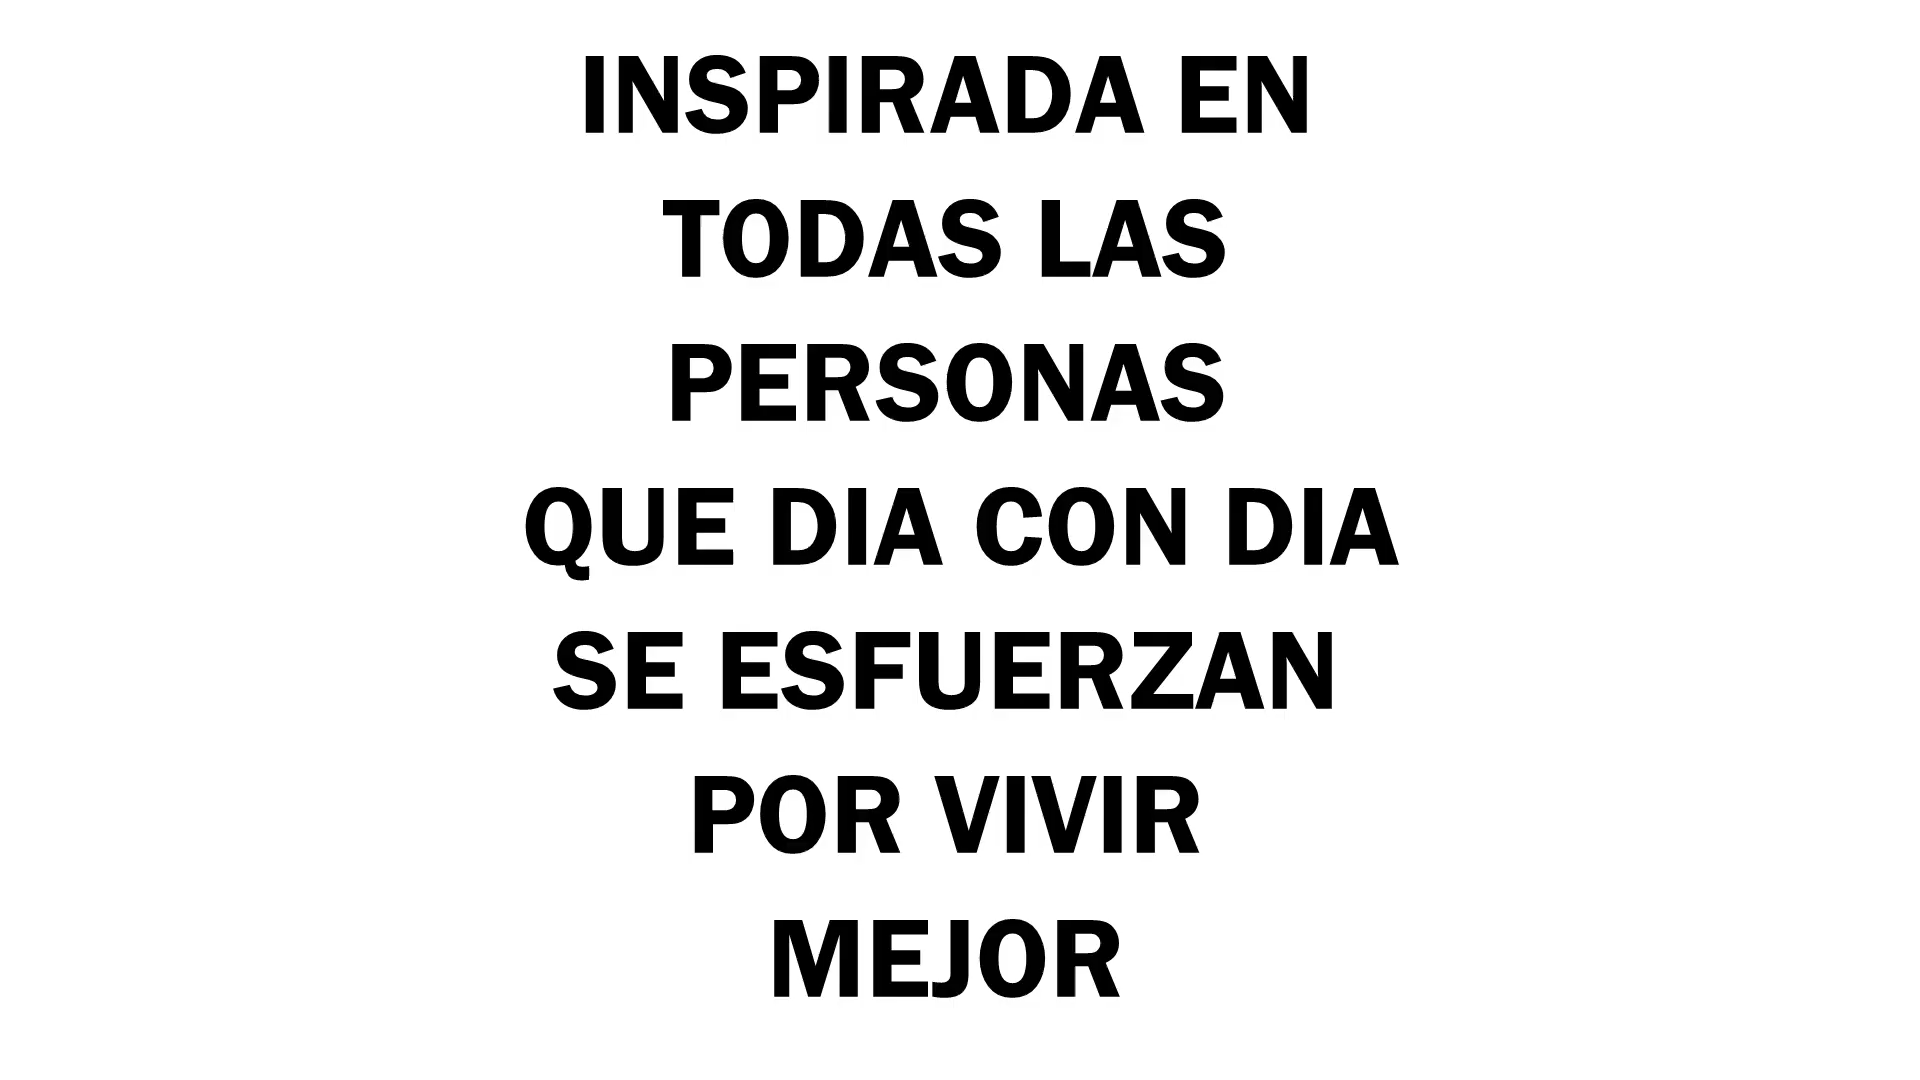 INSPIRADA EN
TODAS LAS
PERSONAS
QUE DIA CON DIA
SE ESFUERZAN
POR VIVIR
MEJOR